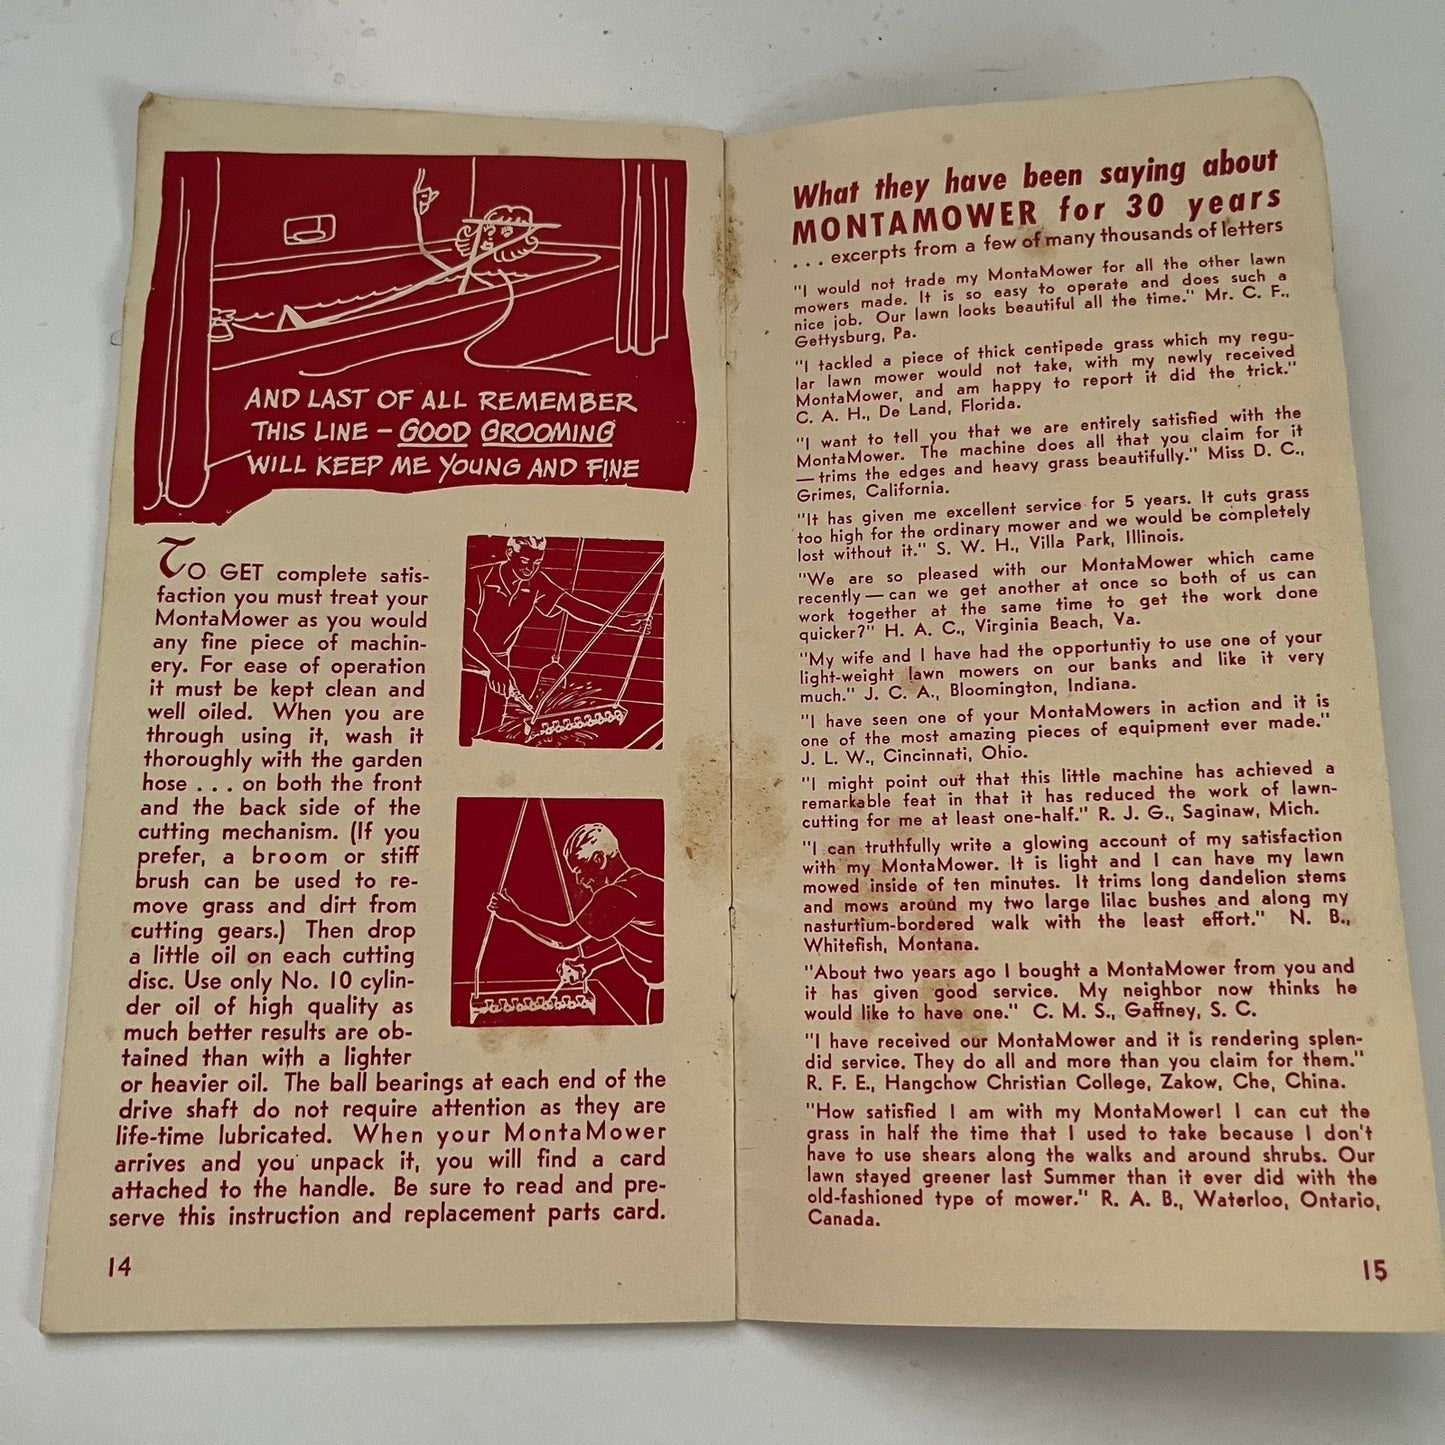 AND LAST OF ALL REMEMBER
THIS LINE – GOOD GROOMING
WILL KEEP ME YOUNG AND FINE
TO GET complete satis-
faction you must treat your
MontaMower as you would
any fine piece of machin-
ery. For ease of operation
it must be kept clean and
well oiled. When you are
through using it, wash it
thoroughly with the garden
hose . . . on both the front
and the back side of the
cutting mechanism. (If you
prefer, a broom or stiff
brush can be used to re-
move grass and dirt from
cutting gears.) Then drop
a little oil on each cutting
disc. Use only No. 10 cylin-
der oil of high quality as
much better results are ob-
tained than with a lighter
or heavier oil. The ball bearings at each end of the
drive shaft do not require attention as they are
life-time lubricated. When your MontaMower
arrives and you unpack it, you will find a card
attached to the handle. Be sure to read and pre-
serve this instruction and replacement parts card.
14
What they have been saying about
MONTAMOWER for 30 years
. . . excerpts from a few of many thousands of letters
"I would not trade my MontaMower for all the other lawn
mowers made. It is so easy to operate and does such a
nice job. Our lawn looks beautiful all the time." Mr. C. F.,
Gettysburg, Pa.
"I tackled a piece of thick centipede grass which my regu-
lar lawn mower would not take, with my newly received
MontaMower, and am happy to report it did the trick."
C. A. H., De Land, Florida.
"I want to tell you that we are entirely satisfied with the
MontaMower. The machine does all that you claim for it
—trims the edges and heavy grass beautifully." Miss D. C.,
Grimes, California.
"It has given me excellent service for 5 years. It cuts grass
too high for the ordinary mower and we would be completely
lost without it." S. W. H., Villa Park, Illinois.
"We are so pleased with our MontaMower which came
recently—can we get another at once so both of us can
work together at the same time to get the work done
quicker?" H. A. C., Virginia Beach, Va.
"My wife and I have had the opportuntiy to use one of your
light-weight lawn mowers on our banks and like it very
much." J. C. A., Bloomington, Indiana.
"I have seen one of your MontaMowers in action and it is
one of the most amazing pieces of equipment ever made."
J. L. W., Cincinnati, Ohio.
"I might point out that this little machine has achieved a
remarkable feat in that it has reduced the work of lawn-
cutting for me at least one-half." R. J. G., Saginaw, Mich.
"I can truthfully write a glowing account of my satisfaction
with my MontaMower. It is light and I can have my lawn
mowed inside of ten minutes. It trims long dandelion stems
and mows around my two large lilac bushes and along my
nasturtium-bordered walk with the least effort." N. B.,
Whitefish, Montana.
"About two years ago I bought a MontaMower from you and
it has given good service. My neighbor now thinks he
would like to have one." C. M. S., Gaffney, S. C.
"I have received our MontaMower and it is rendering splen-
did service. They do all and more than you claim for them."
R. F. E., Hangchow Christian College, Zakow, Che, China.
"How satisfied I am with my MontaMower! I can cut the
grass in half the time that I used to take because I don't
have to use shears along the walks and around shrubs. Our
lawn stayed greener last Summer than it ever did with the
old-fashioned type of mower." R. A. B., Waterloo, Ontario,
Canada.
15